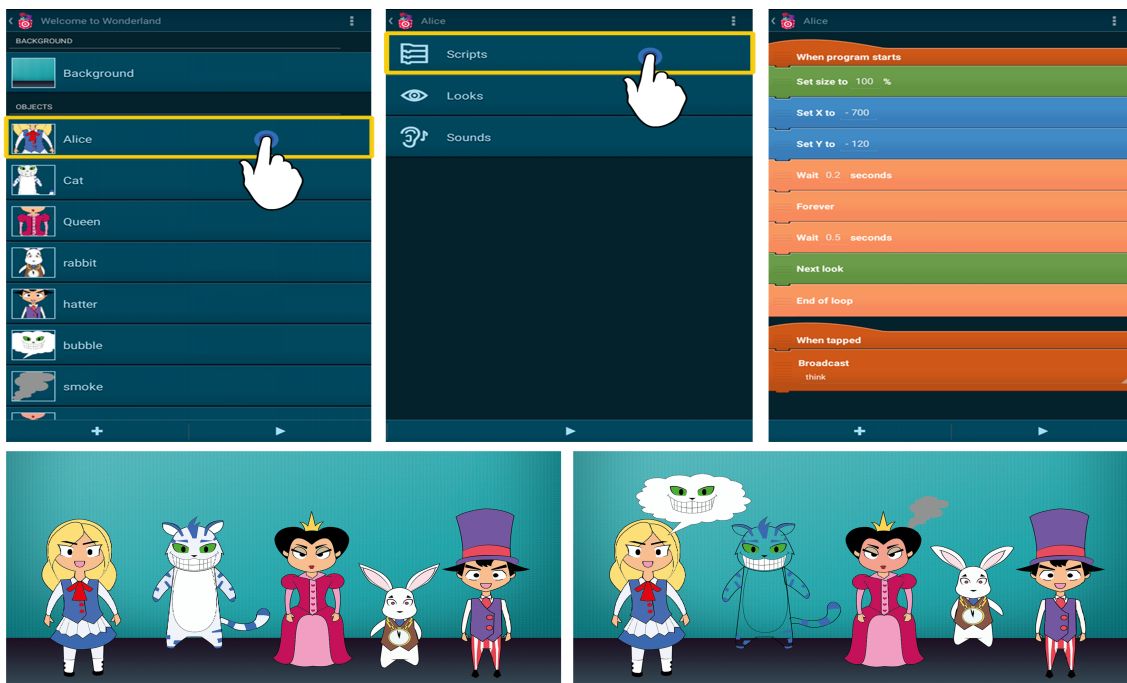 Welcome to Wonderland
BACKGROUND
Background
OBJECTS
Alice
Cat
Queen
rabbit
hatter
bubble
smoke
Alice
Scripts
Looks
Sounds
Alice
When program starts
Set size to 100 %
Set X to - 700
Set Y to - 120
Wait 0.2 seconds
Forever
Wait 0.5 seconds
Next look
End of loop
When tapped
Broadcast
think